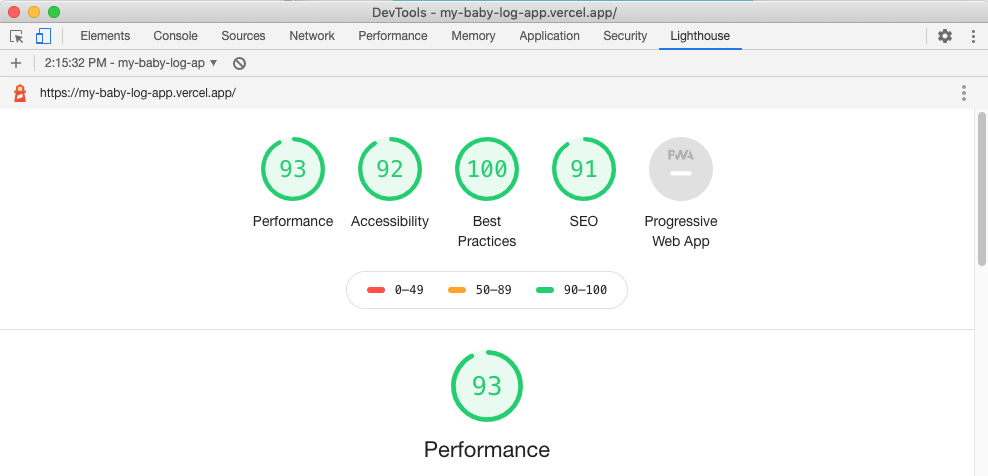 DevTools - my-baby-log-app.vercel.app/
Elements Console Sources Network Performance Memory Application Security Lighthouse
2:15:32 PM - my-baby-log-ap
https://my-baby-log-app.vercel.app/
93 92 100 91 PWA
Performance Accessibility Best Practices SEO Progressive Web App
0–49 50–89 90–100
93
Performance